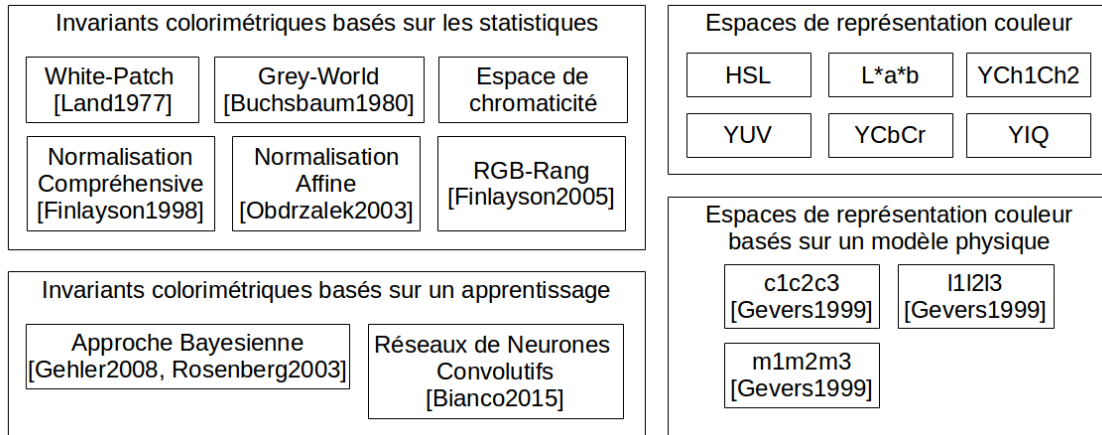 Invariants colorimétriques basés sur les statistiques
White-Patch
[Land1977]
Grey-World
[Buchsbaum1980]
Espace de
chromaticité
Normalisation
Compréhensive
[Finlayson1998]
Normalisation
Affine
[Obdrzalek2003]
RGB-Rang
[Finlayson2005]
Invariants colorimétriques basés sur un apprentissage
Approche Bayesienne
[Gehler2008, Rosenberg2003]
Réseaux de Neurones
Convolutifs
[Bianco2015]
Espaces de représentation couleur
HSL
L*a*b
YCh1Ch2
YUV
YCbCr
YIQ
Espaces de représentation couleur
basés sur un modèle physique
c1c2c3
[Gevers1999]
l1l2l3
[Gevers1999]
m1m2m3
[Gevers1999]